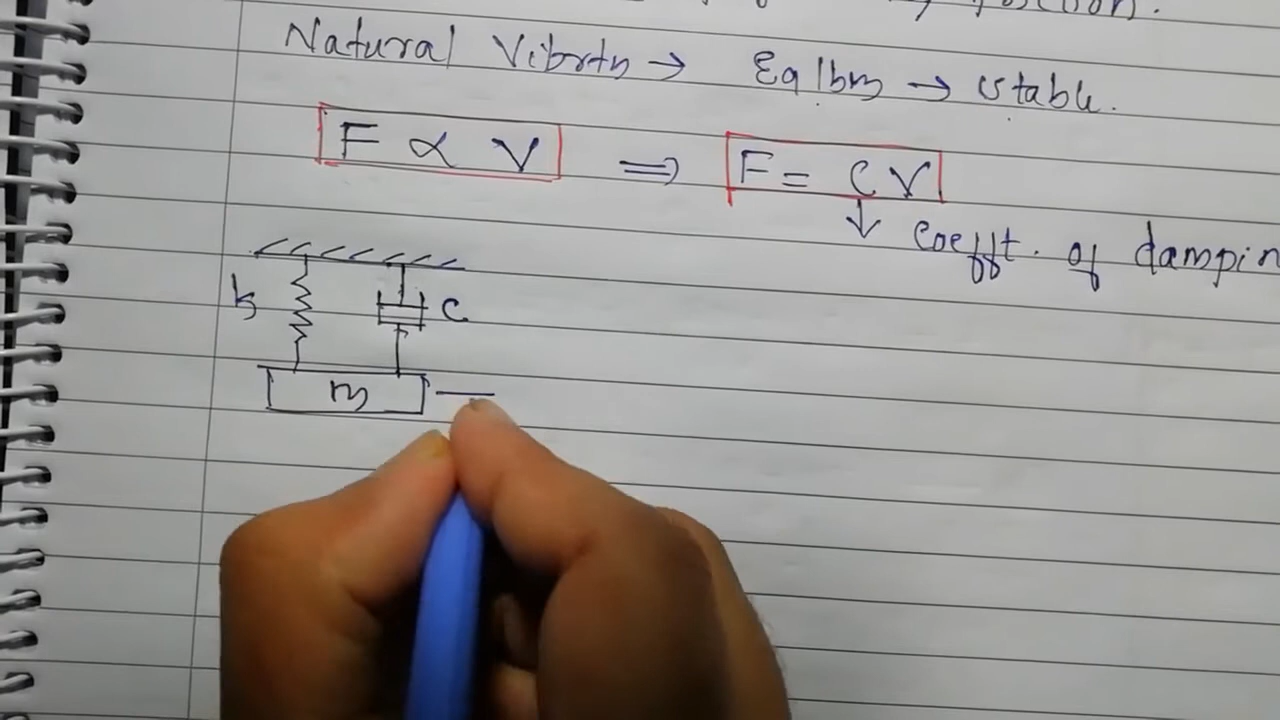 Natural Vibrtn → Eqlbm → Stable.
F ∝ V ⇒ F = CV
↓ Coefft. of dampin
k
C
m